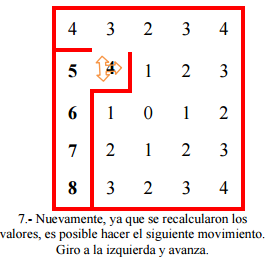 4 3 2 3 4
5 4 1 2 3
6 1 0 1 2
7 2 1 2 3
8 3 2 3 4
7.- Nuevamente, ya que se recalcularon los
valores, es posible hacer el siguiente movimiento.
Giro a la izquierda y avanza.